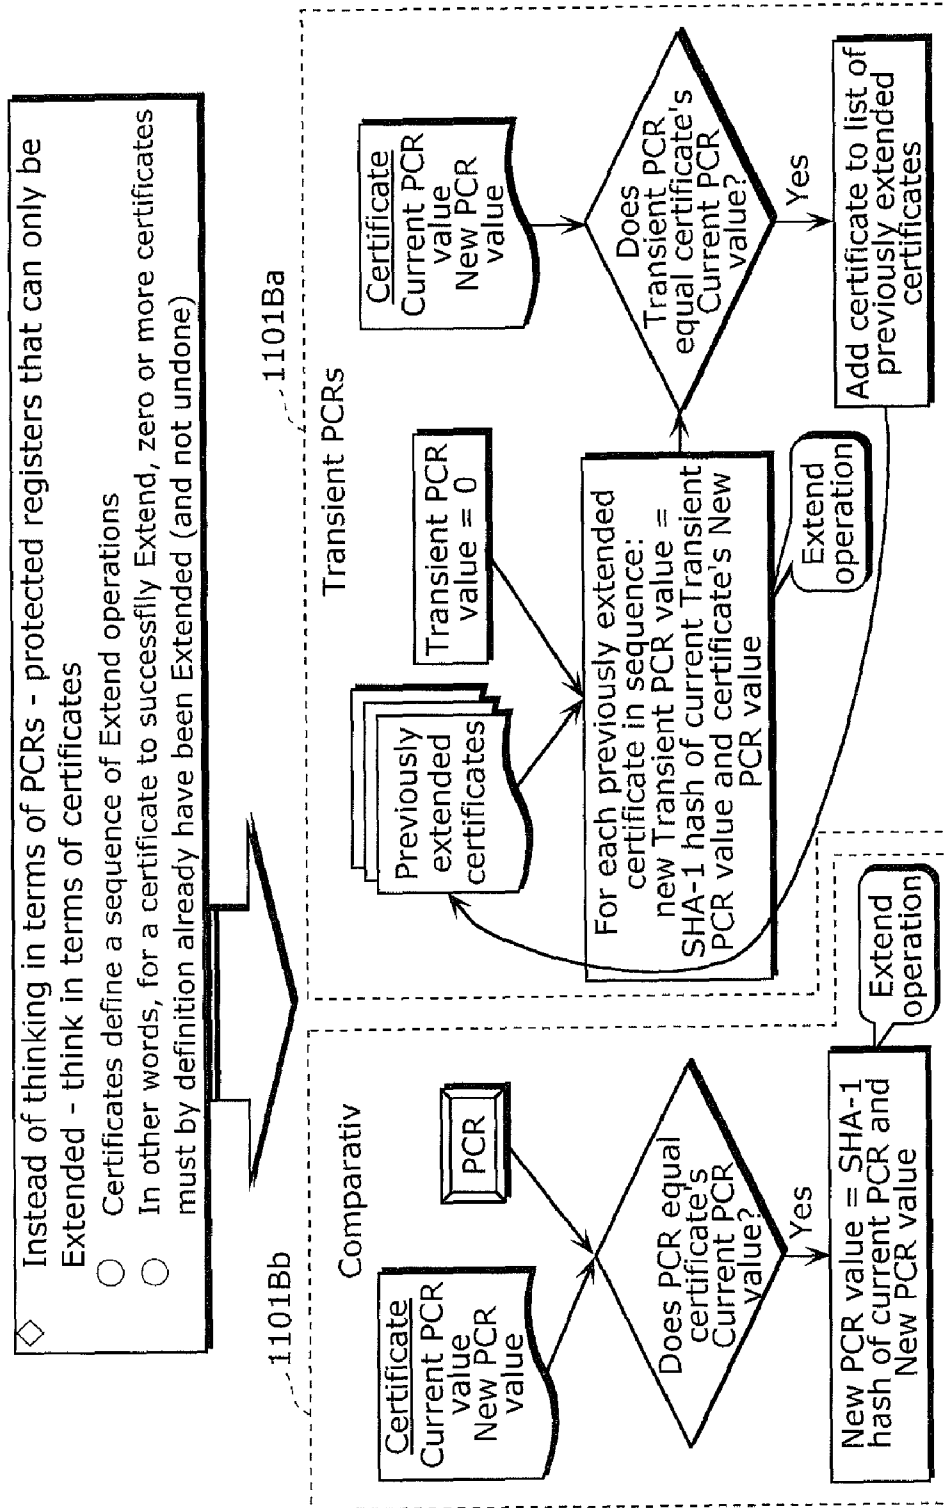 Instead of thinking in terms of PCRs - protected registers that can only be
Extended - think in terms of certificates
Certificates define a sequence of Extend operations
In other words, for a certificate to successflly Extend, zero or more certificates
must by definition already have been Extended (and not undone)
1101Bb
Comparativ
Certificate
Current PCR
value
New PCR
value
PCR
Does PCR equal
certificate's
Current PCR
value?
Yes
New PCR value = SHA-1
hash of current PCR and
New PCR value
Extend
operation
1101Ba
Transient PCRs
Previously
extended
certificates
Transient PCR
value = 0
For each previously extended
certificate in sequence:
new Transient PCR value =
SHA-1 hash of current Transient
PCR value and certificate's New
PCR value
Extend
operation
Certificate
Current PCR
value
New PCR
value
Does
Transient PCR
equal certificate's
Current PCR
value?
Yes
Add certificate to list of
previously extended
certificates